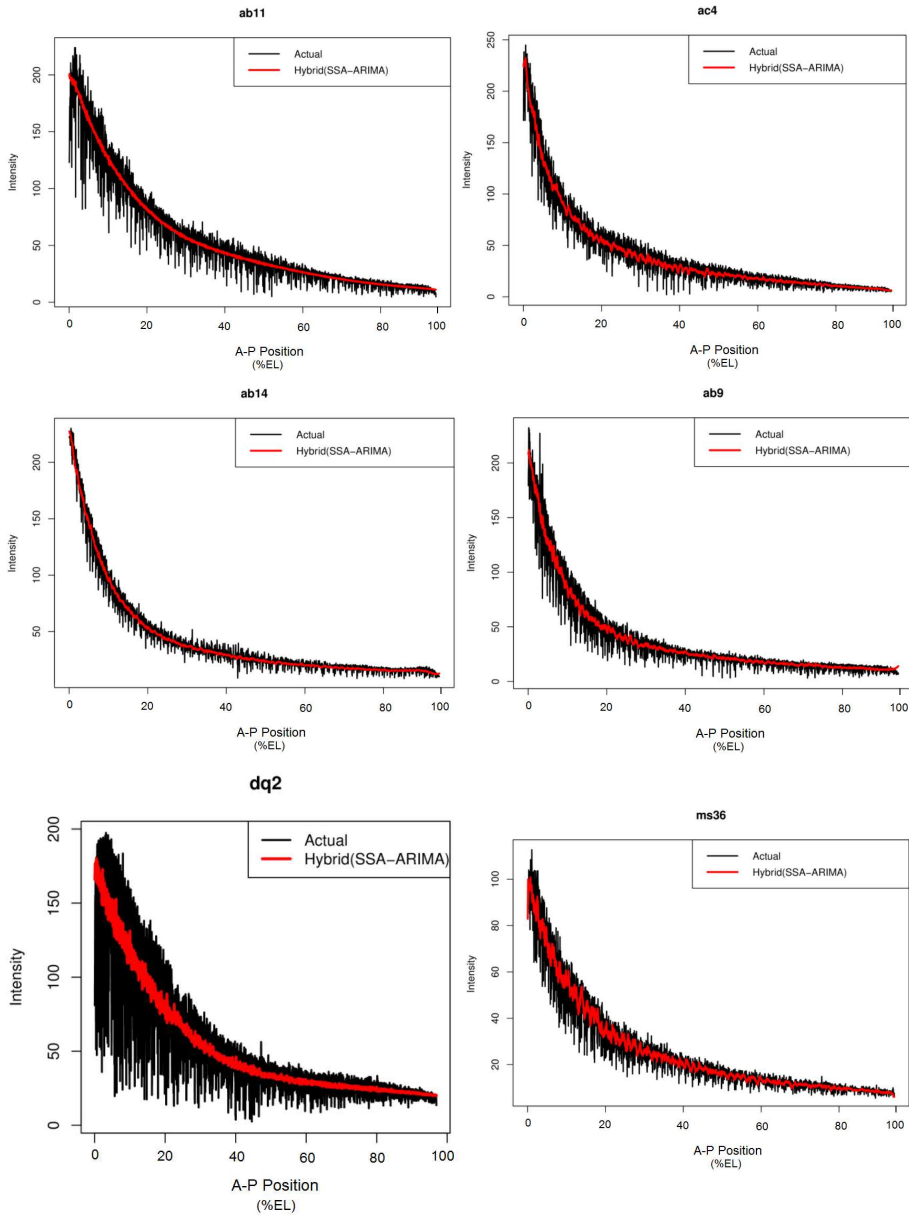 ab11
Actual
Hybrid(SSA-ARIMA)
Intensity
200
150
100
50
0
0 20 40 60 80 100
A-P Position
(%EL)
ac4
Actual
Hybrid(SSA-ARIMA)
Intensity
250
200
150
100
50
0
0 20 40 60 80 100
A-P Position
(%EL)
ab14
Actual
Hybrid(SSA-ARIMA)
Intensity
200
150
100
50
0 20 40 60 80 100
A-P Position
(%EL)
ab9
Actual
Hybrid(SSA-ARIMA)
Intensity
200
150
100
50
0
0 20 40 60 80 100
A-P Position
(%EL)
dq2
Actual
Hybrid(SSA-ARIMA)
Intensity
200
150
100
50
0
0 20 40 60 80 100
A-P Position
(%EL)
ms36
Actual
Hybrid(SSA-ARIMA)
Intensity
100
80
60
40
20
0 20 40 60 80 100
A-P Position
(%EL)